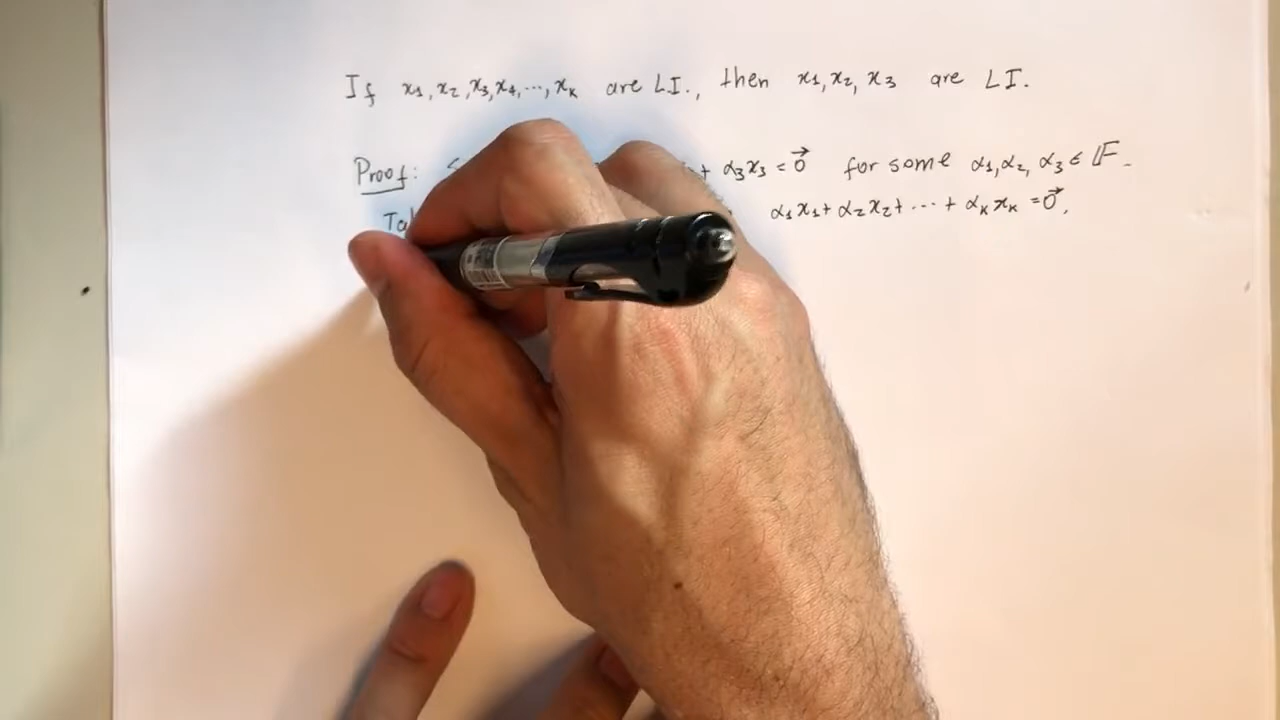 If x₁, x₂, x₃, x₄, ..., xₖ are LI., then x₁, x₂, x₃ are LI.
Proof: + α₃x₃ = 0⃗ for some α₁, α₂, α₃ ∈ 𝔽.
α₁x₁ + α₂x₂ + ... + αₖxₖ = 0⃗,